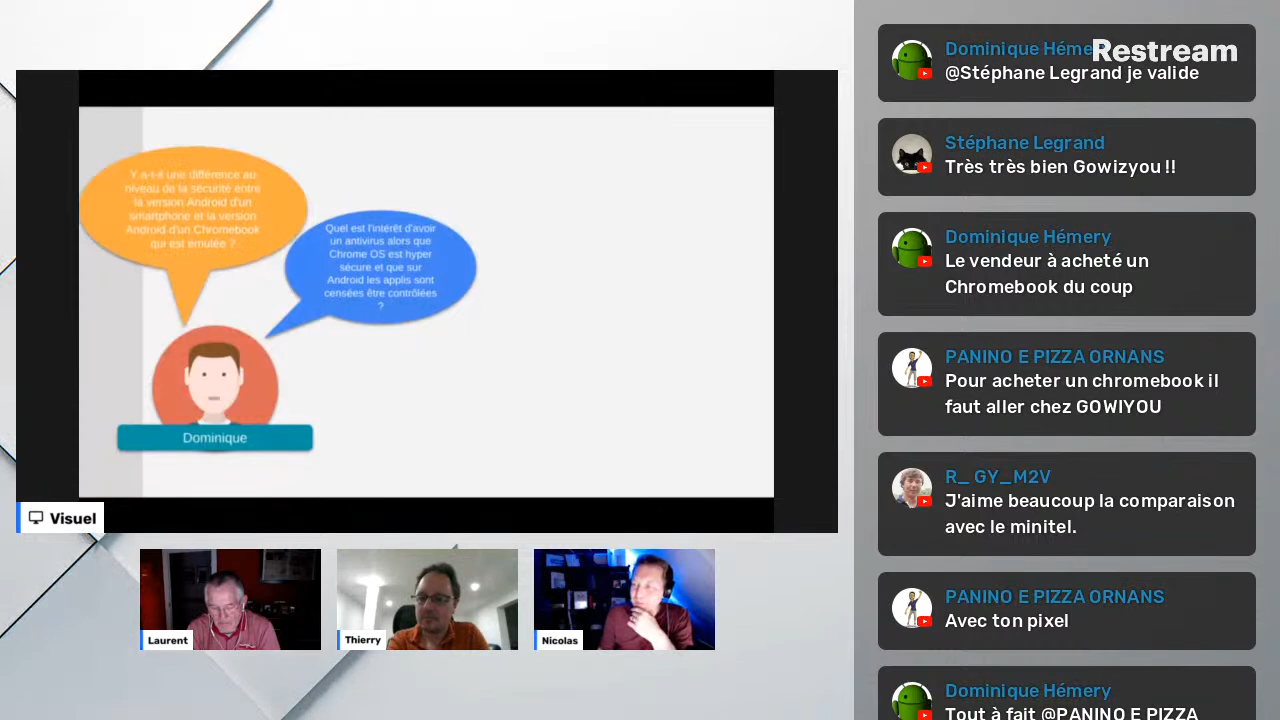 Y a-t-il une différence au
niveau de la sécurité entre
la version Android d'un
smartphone et la version
Android d'un Chromebook
qui est émulée ?
Quel est l'intérêt d'avoir
un antivirus alors que
Chrome OS est hyper
sécure et que sur
Android les applis sont
censées être contrôlées
?
Dominique
Visuel
Laurent
Thierry
Nicolas
Restream
Dominique Héme
@Stéphane Legrand je valide
Stéphane Legrand
Très très bien Gowizyou !!
Dominique Hémery
Le vendeur à acheté un
Chromebook du coup
PANINO E PIZZA ORNANS
Pour acheter un chromebook il
faut aller chez GOWIYOU
R_ GY_M2V
J'aime beaucoup la comparaison
avec le minitel.
PANINO E PIZZA ORNANS
Avec ton pixel
Dominique Hémery
Tout à fait @PANINO E PIZZA